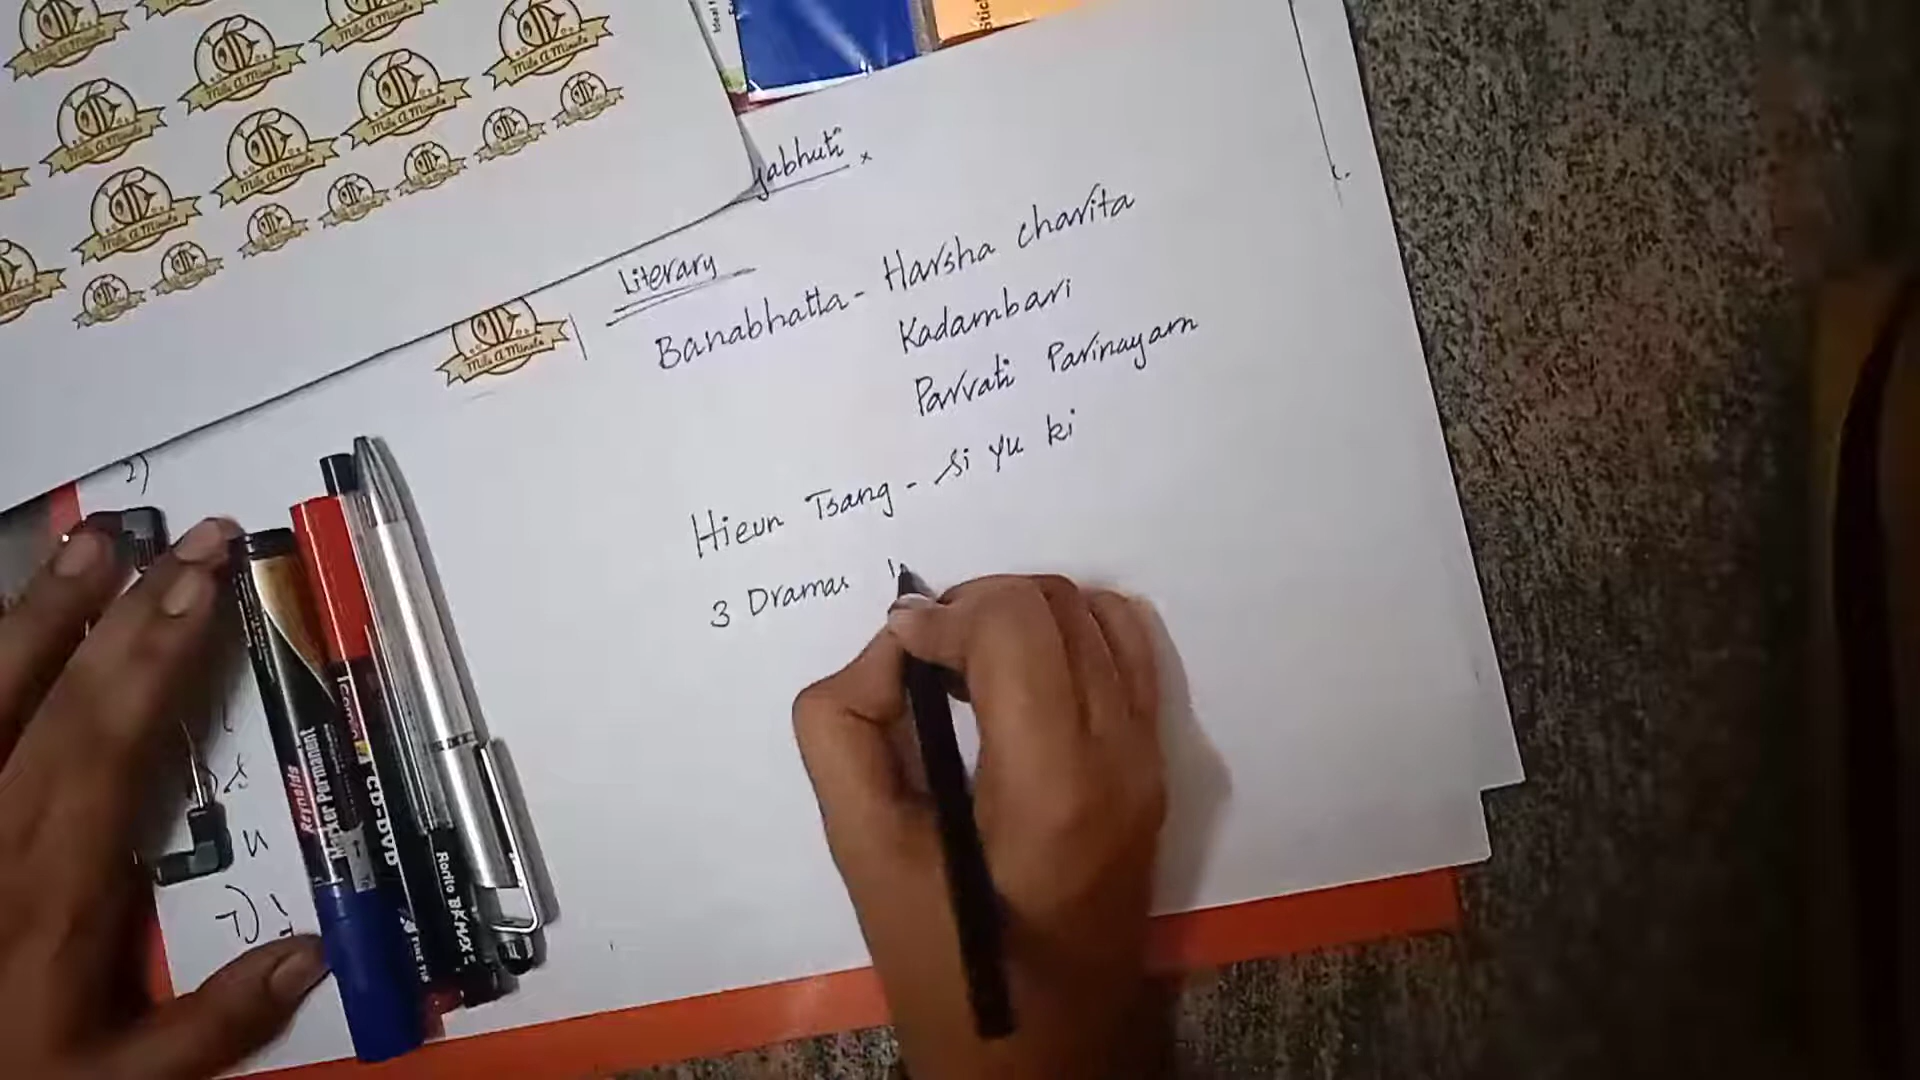 Mile A Minute
yabhuti x
Literary
Banabhatta - Harsha charita
Kadambari
Parvati Parinayam
Hieun Tsang - Si yu ki
3 Dramas
2)
Reynolds
Marker Permanent
CD-DVD
Rorito